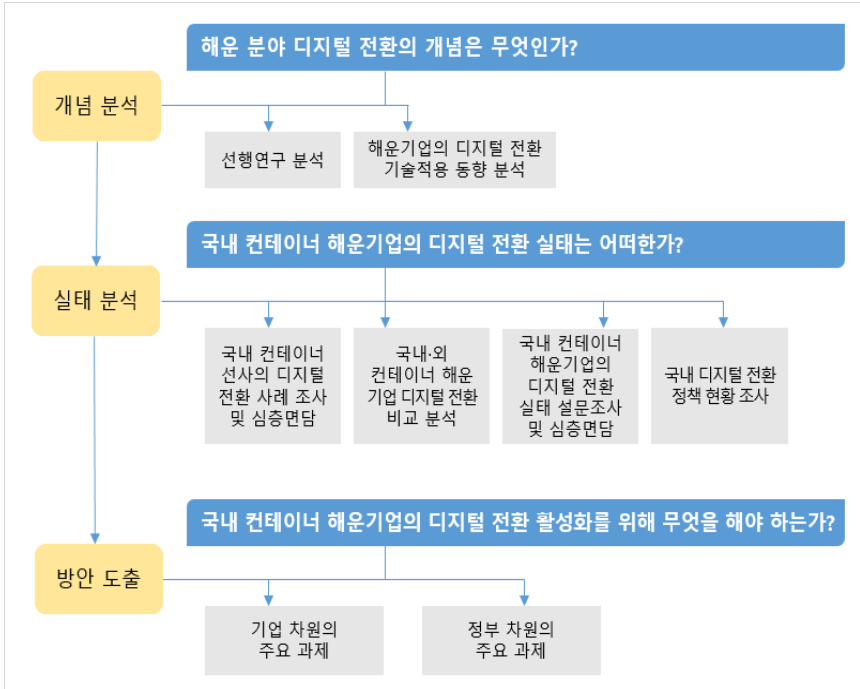 해운 분야 디지털 전환의 개념은 무엇인가?
개념 분석
선행연구 분석
해운기업의 디지털 전환
기술적용 동향 분석
국내 컨테이너 해운기업의 디지털 전환 실태는 어떠한가?
실태 분석
국내 컨테이너
선사의 디지털
전환 사례 조사
및 심층면담
국내·외
컨테이너 해운
기업 디지털 전환
비교 분석
국내 컨테이너
해운기업의
디지털 전환
실태 설문조사
및 심층면담
국내 디지털 전환
정책 현황 조사
국내 컨테이너 해운기업의 디지털 전환 활성화를 위해 무엇을 해야 하는가?
방안 도출
기업 차원의
주요 과제
정부 차원의
주요 과제